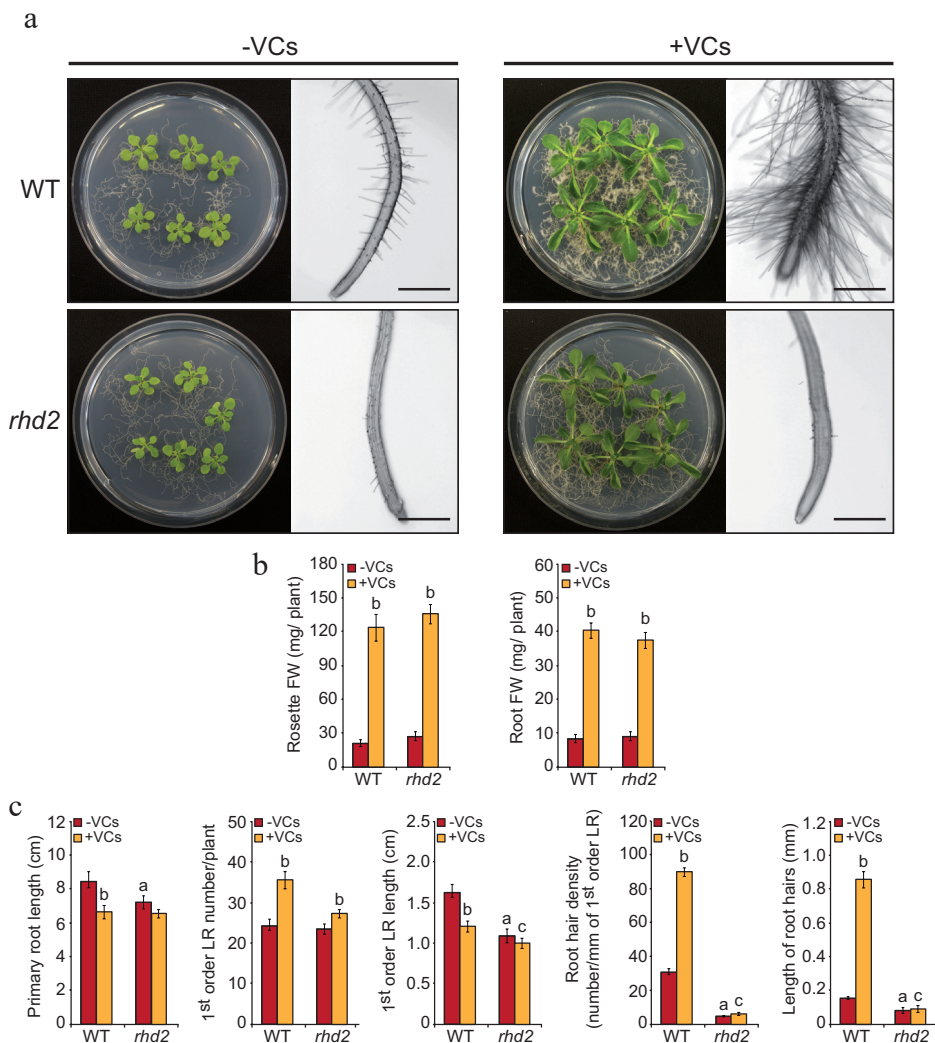 a
-VCs
+VCs
WT
rhd2
b
Rosette FW (mg/ plant)
180
150
120
90
60
30
0
-VCs
+VCs
b
b
WT
rhd2
Root FW (mg/ plant)
60
50
40
30
20
10
0
-VCs
+VCs
b
b
WT
rhd2
c
Primary root length (cm)
12
10
8
6
4
2
0
-VCs
+VCs
b
a
WT
rhd2
1st order LR number/plant
50
40
30
20
10
0
-VCs
+VCs
b
b
WT
rhd2
1st order LR length (cm)
2.5
2.0
1.5
1.0
0.5
0
-VCs
+VCs
b
a
c
WT
rhd2
Root hair density
(number/mm of 1st order LR)
120
100
80
60
40
20
0
-VCs
+VCs
b
a
c
WT
rhd2
Length of root hairs (mm)
1.2
1.0
0.8
0.6
0.4
0.2
0
-VCs
+VCs
b
a
c
WT
rhd2